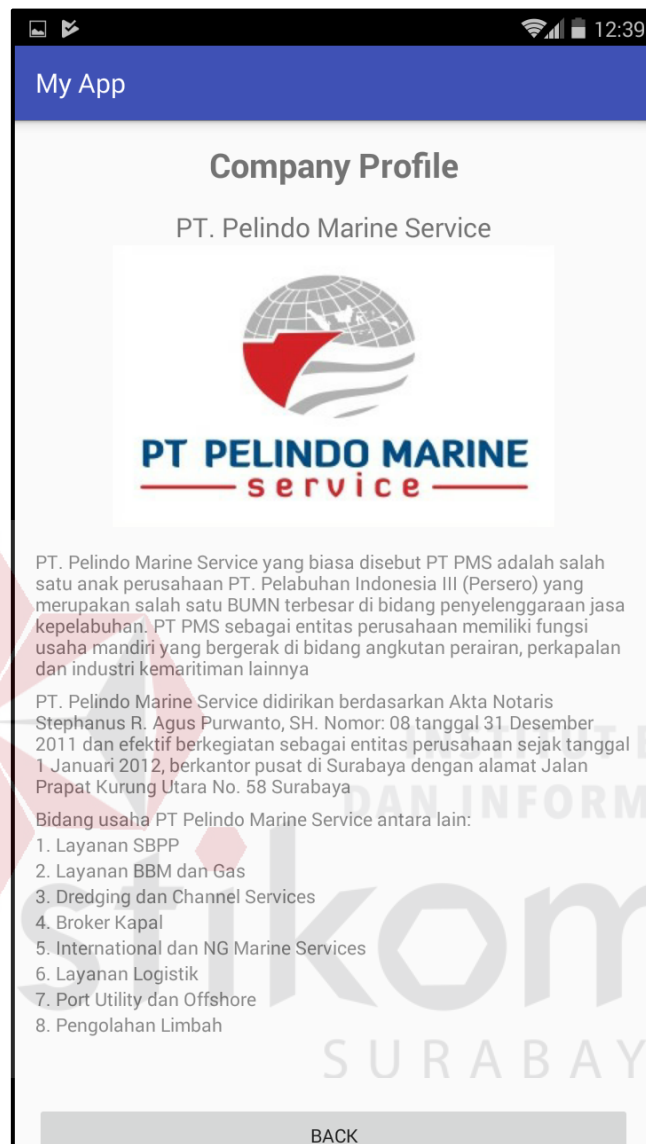 12:39
My App
Company Profile
PT. Pelindo Marine Service
PT PELINDO MARINE
service
PT. Pelindo Marine Service yang biasa disebut PT PMS adalah salah
satu anak perusahaan PT. Pelabuhan Indonesia III (Persero) yang
merupakan salah satu BUMN terbesar di bidang penyelenggaraan jasa
kepelabuhan. PT PMS sebagai entitas perusahaan memiliki fungsi
usaha mandiri yang bergerak di bidang angkutan perairan, perkapalan
dan industri kemaritiman lainnya
PT. Pelindo Marine Service didirikan berdasarkan Akta Notaris
Stephanus R. Agus Purwanto, SH. Nomor: 08 tanggal 31 Desember
2011 dan efektif berkegiatan sebagai entitas perusahaan sejak tanggal
1 Januari 2012, berkantor pusat di Surabaya dengan alamat Jalan
Prapat Kurung Utara No. 58 Surabaya
Bidang usaha PT Pelindo Marine Service antara lain:
1. Layanan SBPP
2. Layanan BBM dan Gas
3. Dredging dan Channel Services
4. Broker Kapal
5. International dan NG Marine Services
6. Layanan Logistik
7. Port Utility dan Offshore
8. Pengolahan Limbah
BACK
INSTITUT B
DAN INFORM
stikom
SURABAY